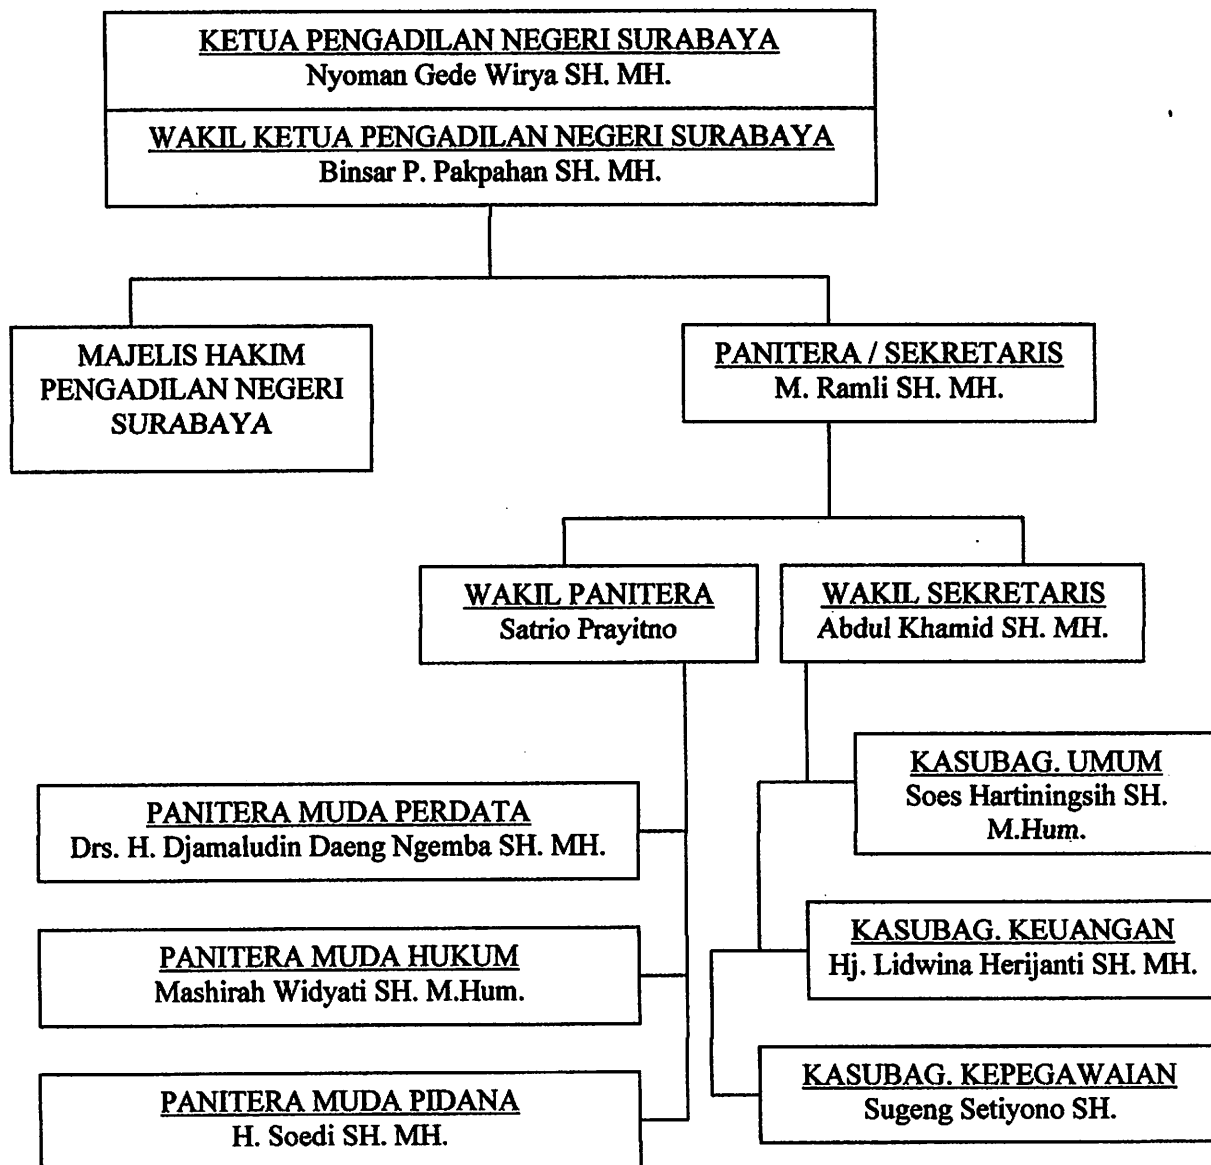 KETUA PENGADILAN NEGERI SURABAYA
Nyoman Gede Wirya SH. MH.
WAKIL KETUA PENGADILAN NEGERI SURABAYA
Binsar P. Pakpahan SH. MH.
MAJELIS HAKIM
PENGADILAN NEGERI
SURABAYA
PANITERA / SEKRETARIS
M. Ramli SH. MH.
WAKIL PANITERA
Satrio Prayitno
WAKIL SEKRETARIS
Abdul Khamid SH. MH.
PANITERA MUDA PERDATA
Drs. H. Djamaludin Daeng Ngemba SH. MH.
PANITERA MUDA HUKUM
Mashirah Widyati SH. M.Hum.
PANITERA MUDA PIDANA
H. Soedi SH. MH.
KASUBAG. UMUM
Soes Hartiningsih SH.
M.Hum.
KASUBAG. KEUANGAN
Hj. Lidwina Herijanti SH. MH.
KASUBAG. KEPEGAWAIAN
Sugeng Setiyono SH.